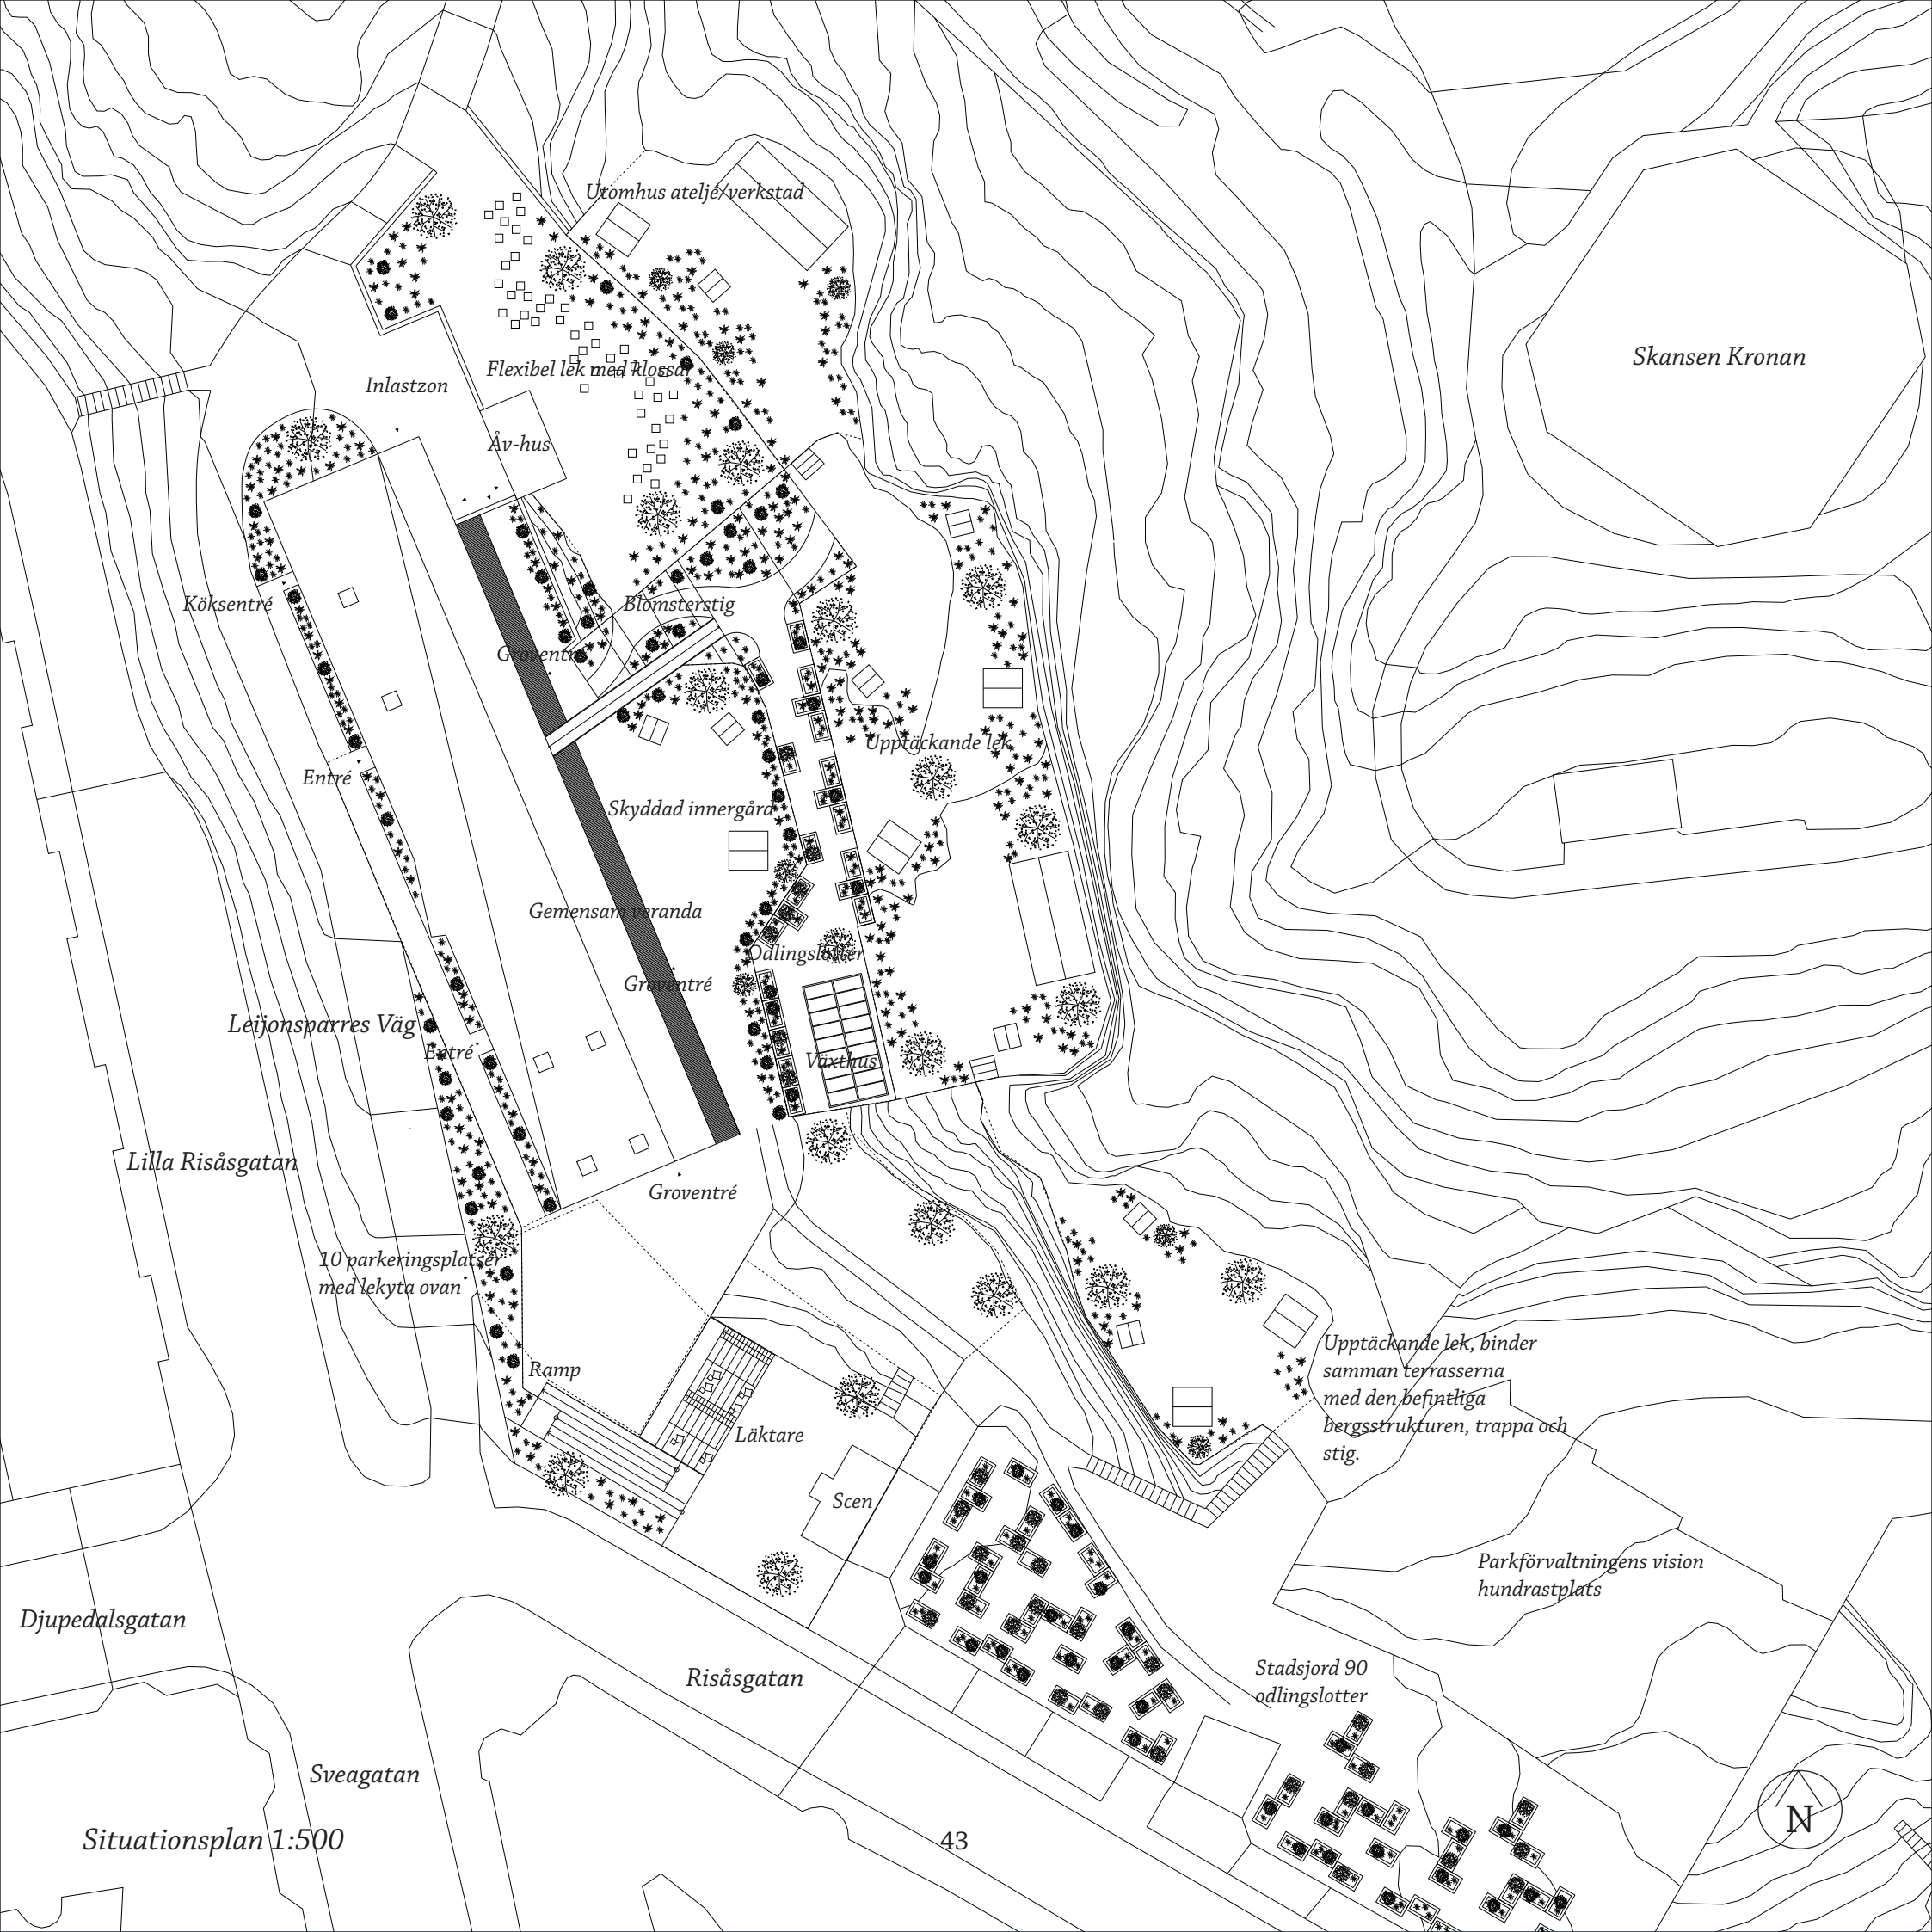 Utomhus ateljé/verkstad
Skansen Kronan
Flexibel lek med klossar
Inlastzon
Åv-hus
Köksentré
Blomsterstig
Groventré
Upptäckande lek
Entré
Skyddad innergård
Gemensam veranda
Odlingslotter
Groventré
Leijonsparres Väg
Entré
Växthus
Lilla Risåsgatan
Groventré
10 parkeringsplatser
med lekyta ovan
Upptäckande lek, binder
samman terrasserna
med den befintliga
bergsstrukturen, trappa och
stig.
Ramp
Läktare
Scen
Parkförvaltningens vision
hundrastplats
Djupedalsgatan
Risåsgatan
Stadsjord 90
odlingslotter
Sveagatan
Situationsplan 1:500
43
N